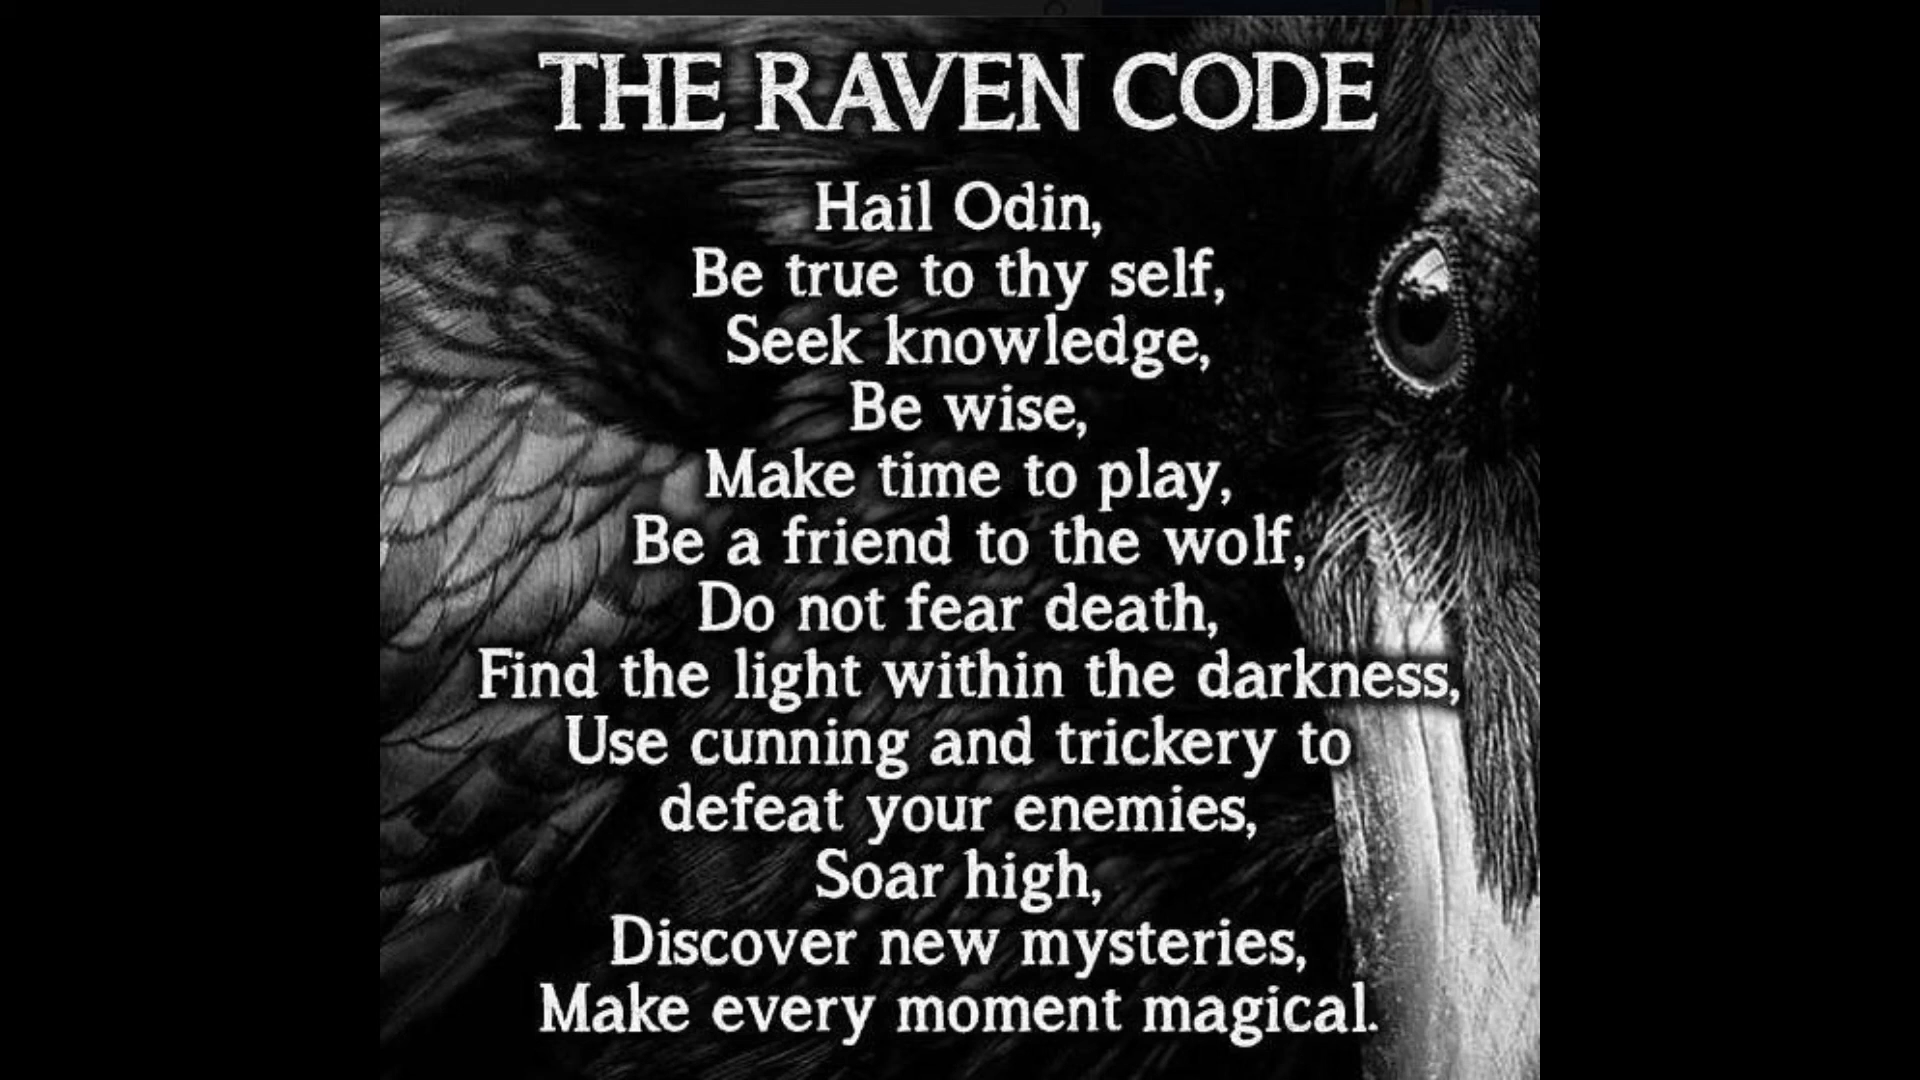 THE RAVEN CODE
Hail Odin,
Be true to thy self,
Seek knowledge,
Be wise,
Make time to play,
Be a friend to the wolf,
Do not fear death,
Find the light within the darkness,
Use cunning and trickery to
defeat your enemies,
Soar high,
Discover new mysteries,
Make every moment magical.